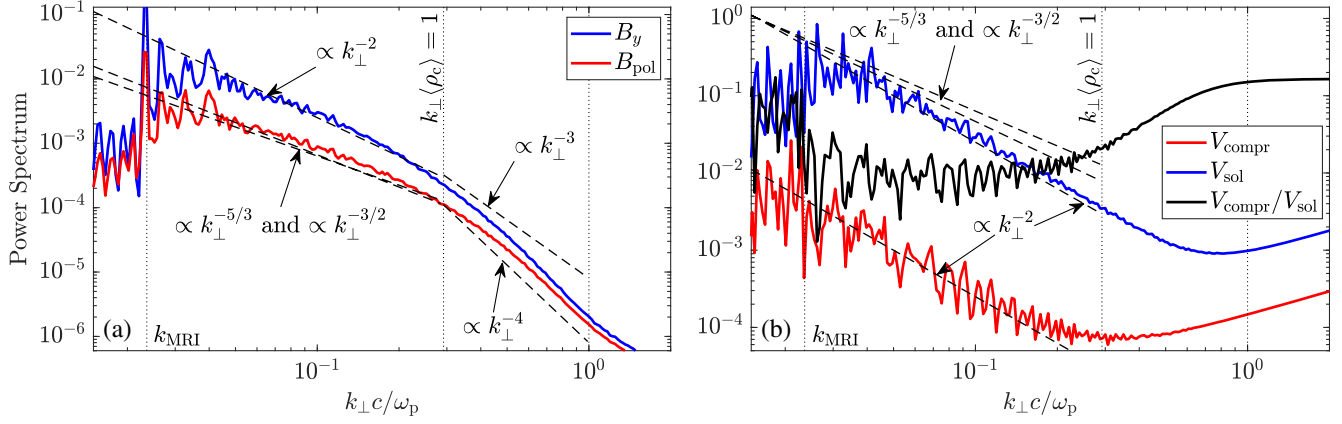 Power Spectrum
10^{-1}
10^{-2}
10^{-3}
10^{-4}
10^{-5}
10^{-6}
∝ k_⊥^{-2}
k_⊥⟨ρ_c⟩ = 1
B_y
B_pol
∝ k_⊥^{-3}
∝ k_⊥^{-5/3} and ∝ k_⊥^{-3/2}
∝ k_⊥^{-4}
(a)
k_MRI
10^{-1}
10^{0}
k_⊥c/ω_p
10^{0}
10^{-1}
10^{-2}
10^{-3}
10^{-4}
∝ k_⊥^{-5/3} and ∝ k_⊥^{-3/2}
k_⊥⟨ρ_c⟩ = 1
V_compr
V_sol
V_compr/V_sol
∝ k_⊥^{-2}
(b)
k_MRI
10^{-1}
10^{0}
k_⊥c/ω_p